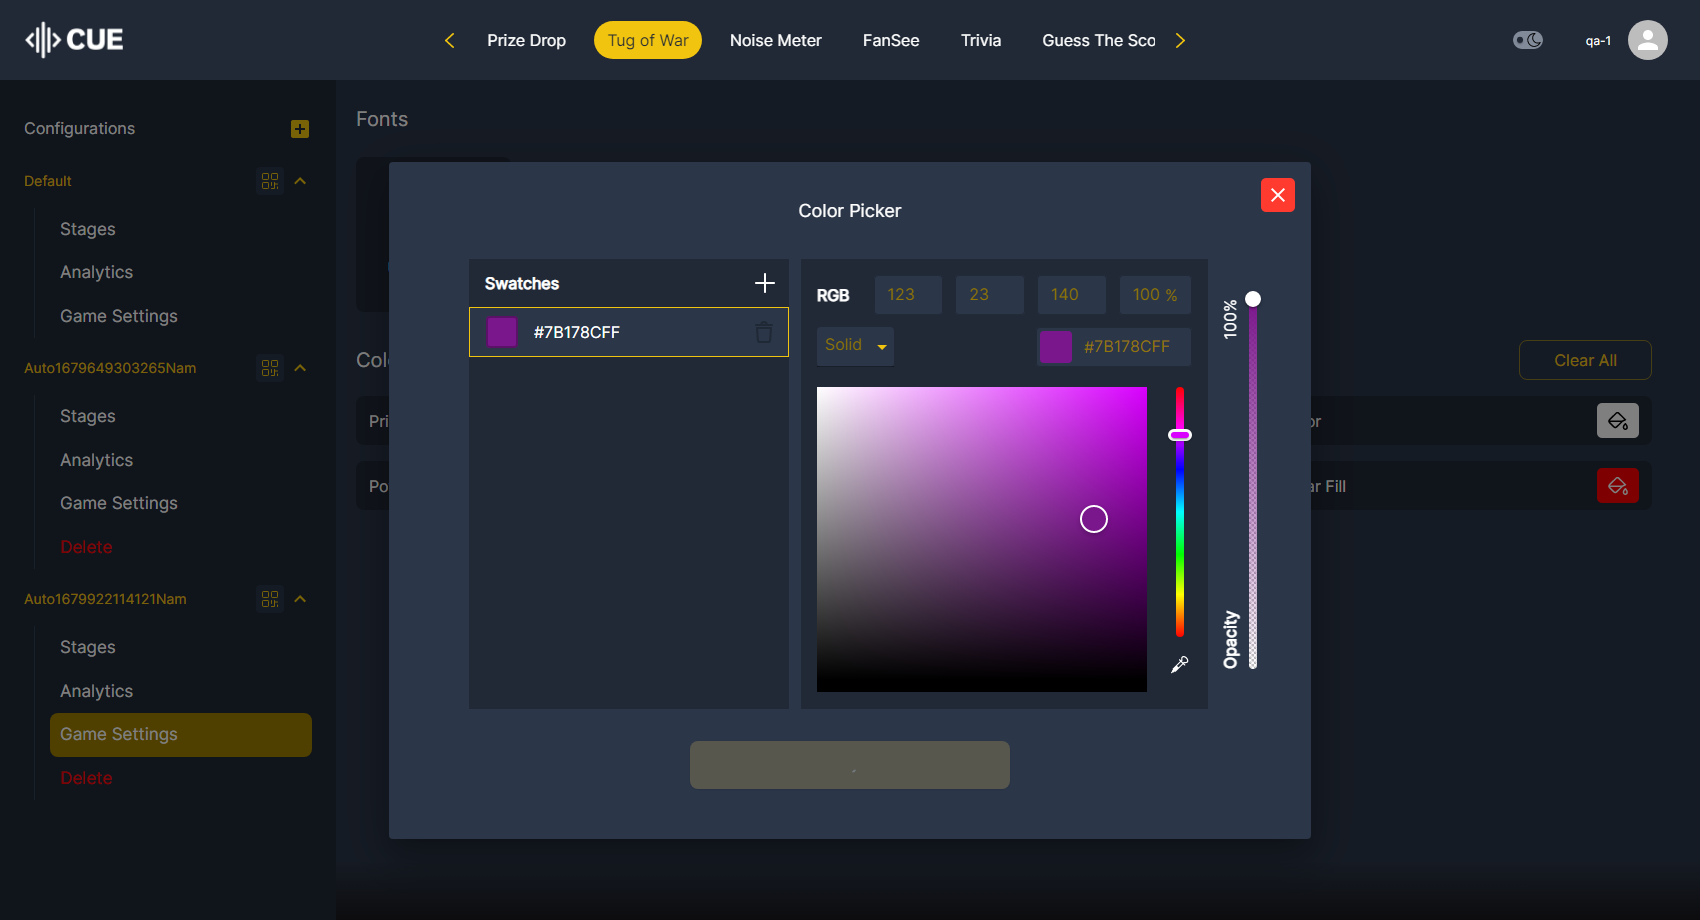 CUE
Prize Drop
Tug of War
Noise Meter
FanSee
Trivia
Guess The Sco
qa-1
Configurations
Default
Stages
Analytics
Game Settings
Auto1679649303265Nam
Stages
Analytics
Game Settings
Delete
Auto1679922114121Nam
Stages
Analytics
Game Settings
Delete
Fonts
Col
Clear All
Pri
or
Po
ar Fill
Color Picker
Swatches
#7B178CFF
RGB
123
23
140
100 %
Solid
#7B178CFF
100%
Opacity